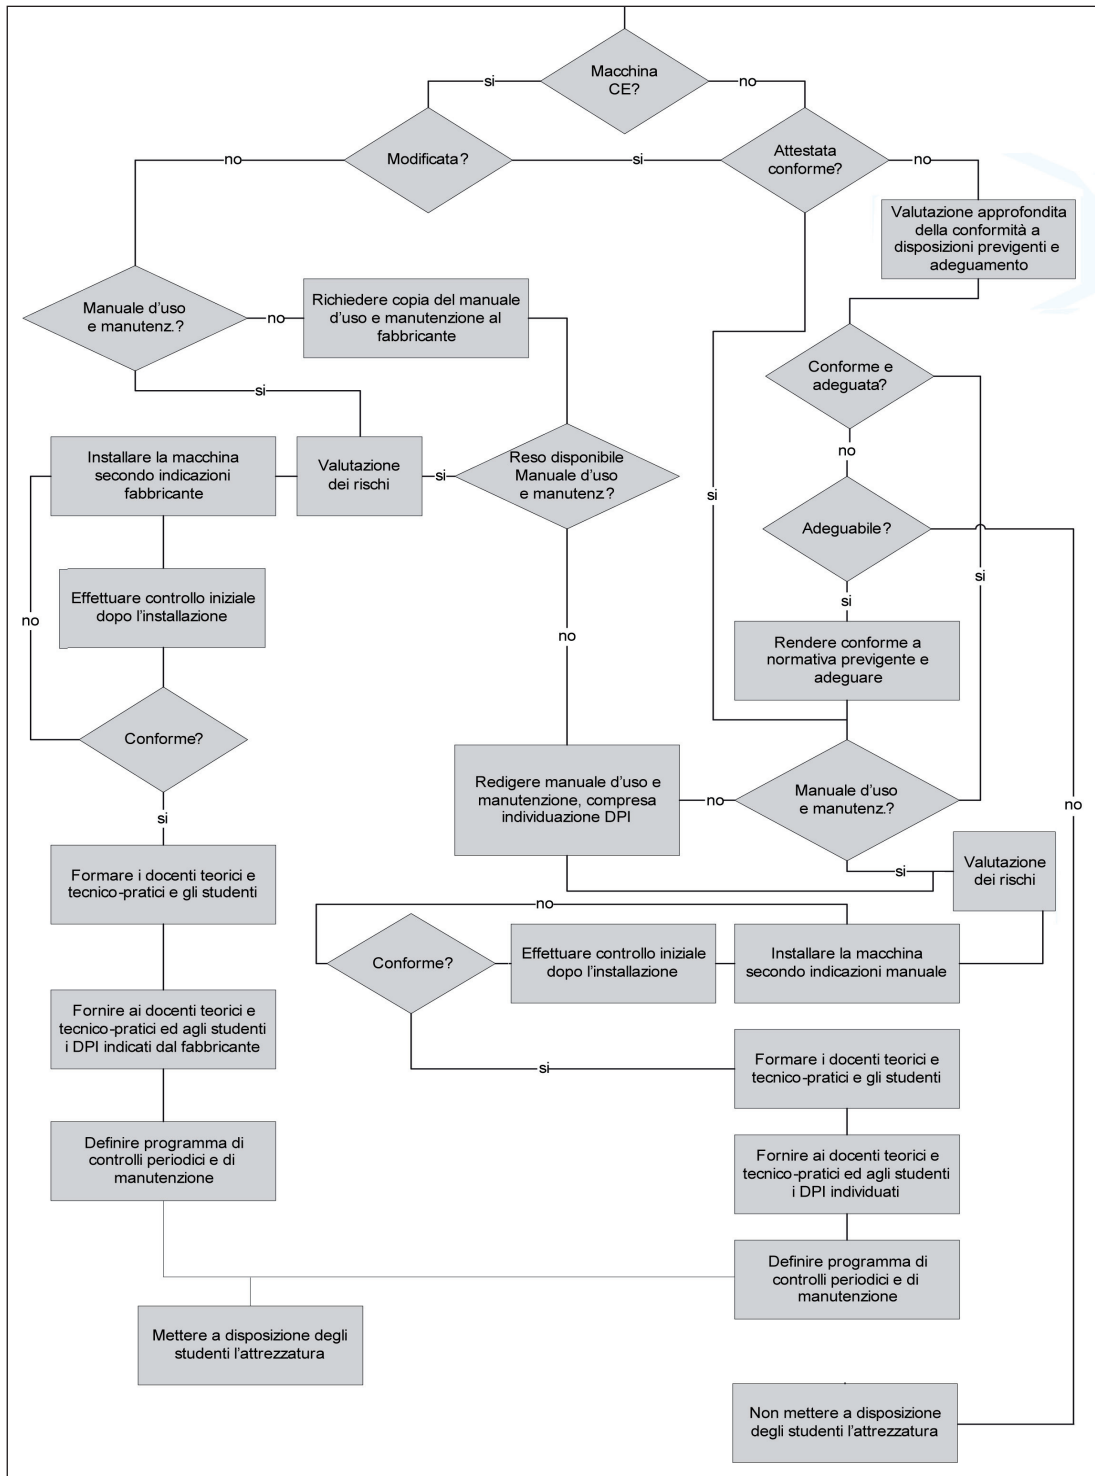 Macchina
CE?
si
no
Modificata?
no
si
Attestata
conforme?
no
Valutazione approfondita
della conformità a
disposizioni previgenti e
adeguamento
Manuale d'uso
e manutenz.?
no
Richiedere copia del manuale
d'uso e manutenzione al
fabbricante
si
Conforme e
adeguata?
no
si
Installare la macchina
secondo indicazioni
fabbricante
Valutazione
dei rischi
si
Reso disponibile
Manuale d'uso
e manutenz.?
si
Adeguabile?
si
Effettuare controllo iniziale
dopo l'installazione
no
no
Rendere conforme a
normativa previgente e
adeguare
Conforme?
si
Redigere manuale d'uso e
manutenzione, compresa
individuazione DPI
no
Manuale d'uso
e manutenz.?
no
si
Valutazione
dei rischi
Formare i docenti teorici e
tecnico-pratici e gli studenti
no
Conforme?
Effettuare controllo iniziale
dopo l'installazione
Installare la macchina
secondo indicazioni manuale
Fornire ai docenti teorici e
tecnico-pratici ed agli studenti
i DPI indicati dal fabbricante
si
Formare i docenti teorici e
tecnico-pratici e gli studenti
Definire programma di
controlli periodici e di
manutenzione
Fornire ai docenti teorici e
tecnico-pratici ed agli studenti
i DPI individuati
Definire programma di
controlli periodici e di
manutenzione
Mettere a disposizione degli
studenti l'attrezzatura
Non mettere a disposizione
degli studenti l'attrezzatura